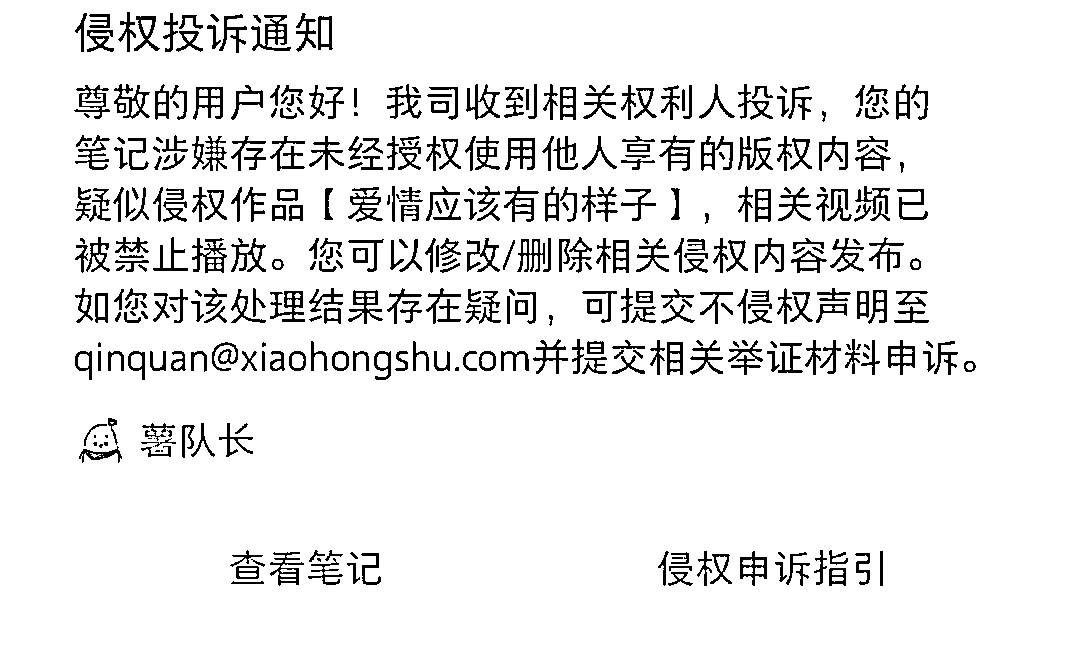 侵权投诉通知
尊敬的用户您好！我司收到相关权利人投诉，您的
笔记涉嫌存在未经授权使用他人享有的版权内容，
疑似侵权作品【爱情应该有的样子】，相关视频已
被禁止播放。您可以修改/删除相关侵权内容发布。
如您对该处理结果存在疑问，可提交不侵权声明至
qinquan@xiaohongshu.com并提交相关举证材料申诉。
薯队长
查看笔记
侵权申诉指引